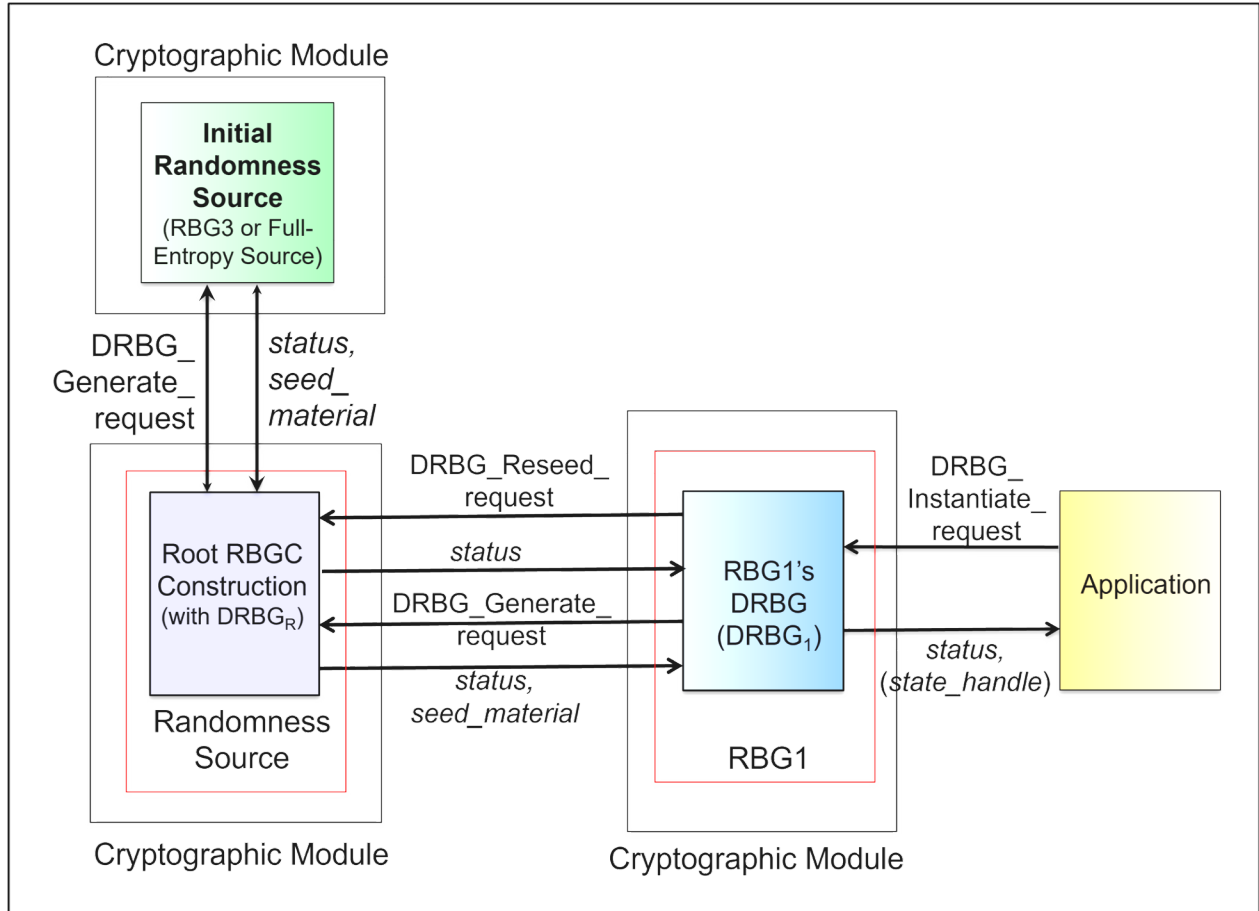 Cryptographic Module
Initial
Randomness
Source
(RBG3 or Full-
Entropy Source)
DRBG_
Generate_
request
status,
seed_
material
Root RBGC
Construction
(with DRBGR)
Randomness
Source
Cryptographic Module
DRBG_Reseed_
request
status
DRBG_Generate_
request
status,
seed_material
RBG1’s
DRBG
(DRBG1)
RBG1
Cryptographic Module
DRBG_
Instantiate_
request
status,
(state_handle)
Application